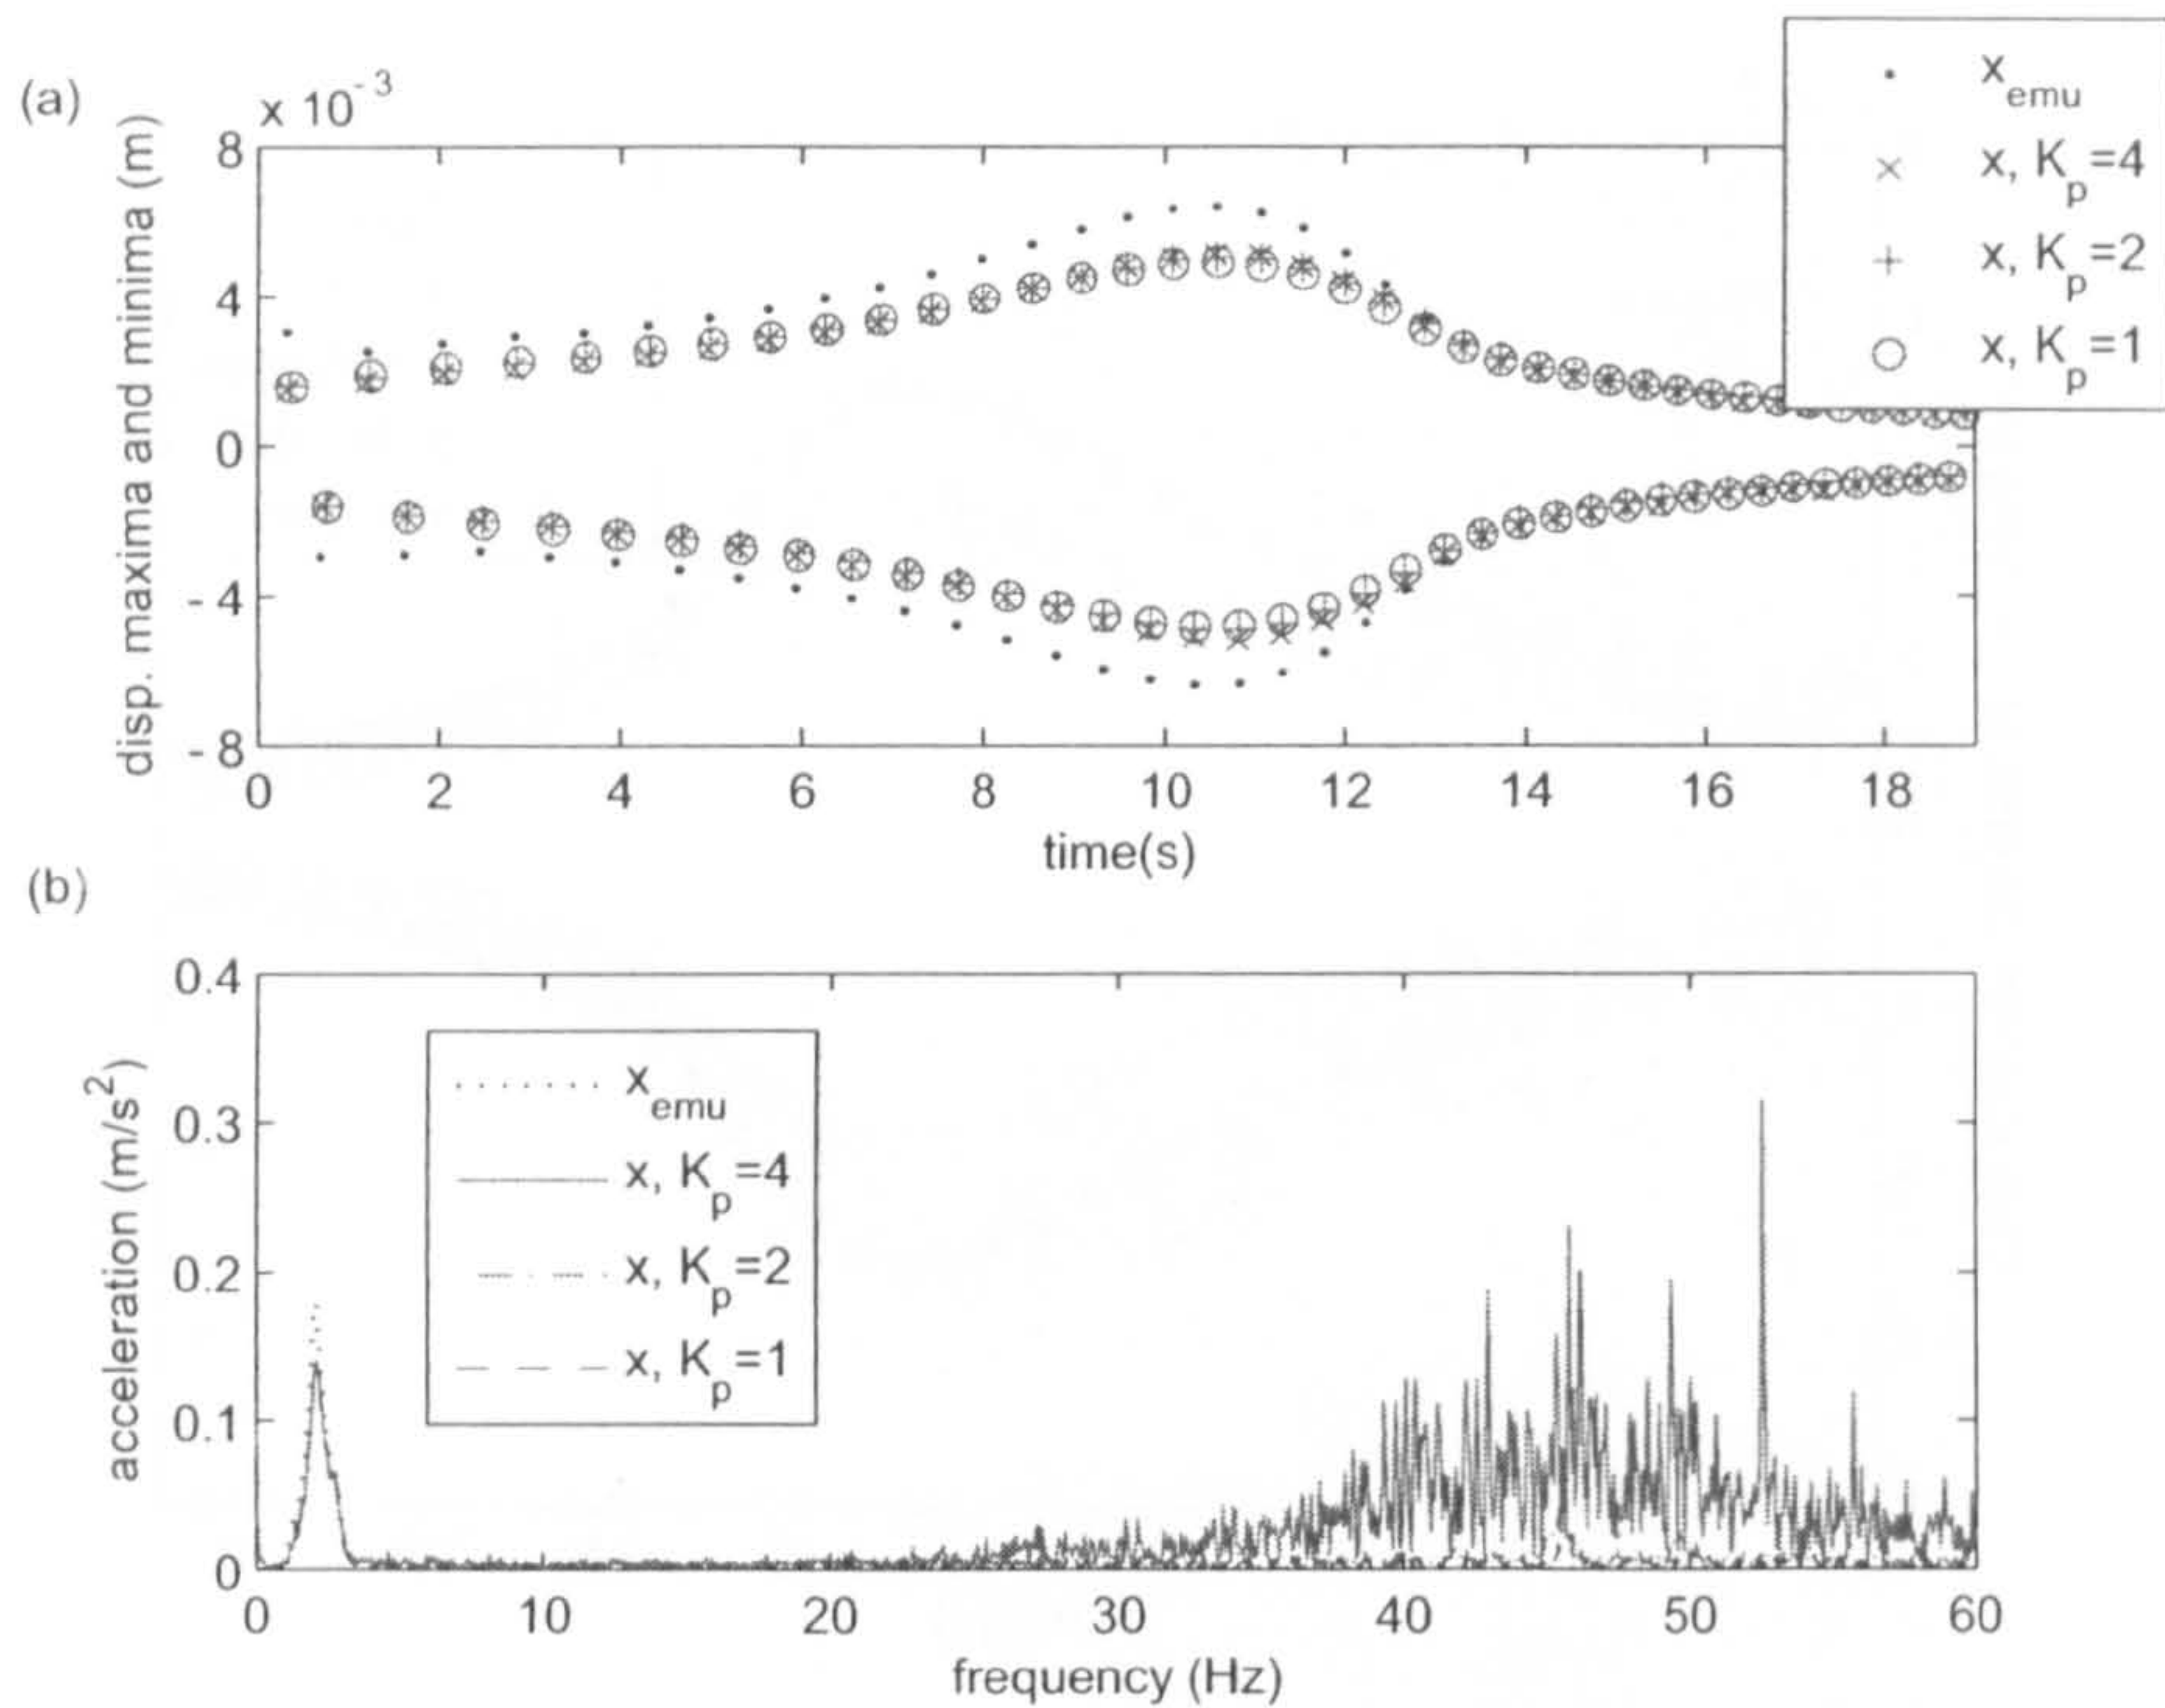 (a)
x 10^-3
disp. maxima and minima (m)
8
4
0
-4
-8
0 2 4 6 8 10 12 14 16 18
time(s)
x_emu
x, K_p=4
x, K_p=2
x, K_p=1
(b)
acceleration (m/s^2)
0.4
0.3
0.2
0.1
0
0 10 20 30 40 50 60
frequency (Hz)
x_emu
x, K_p=4
x, K_p=2
x, K_p=1